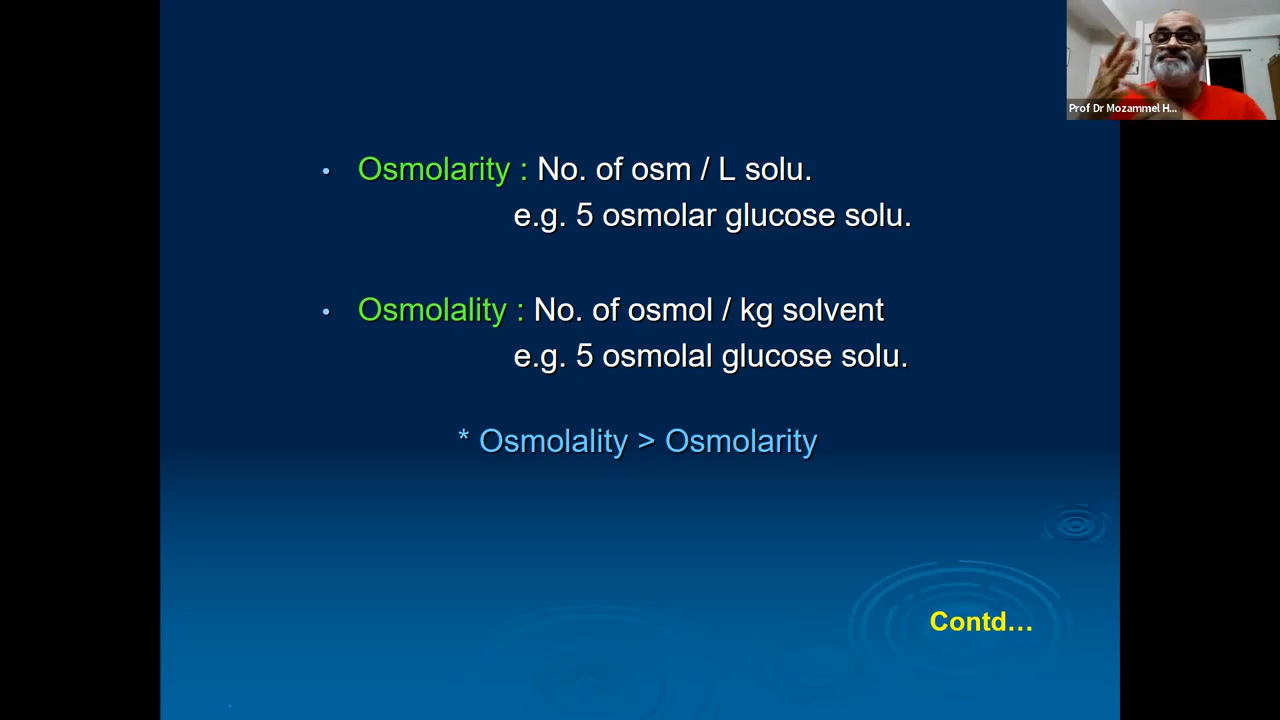 Prof Dr Mozammel H...
• Osmolarity : No. of osm / L solu.
e.g. 5 osmolar glucose solu.
• Osmolality : No. of osmol / kg solvent
e.g. 5 osmolal glucose solu.
* Osmolality > Osmolarity
Contd...